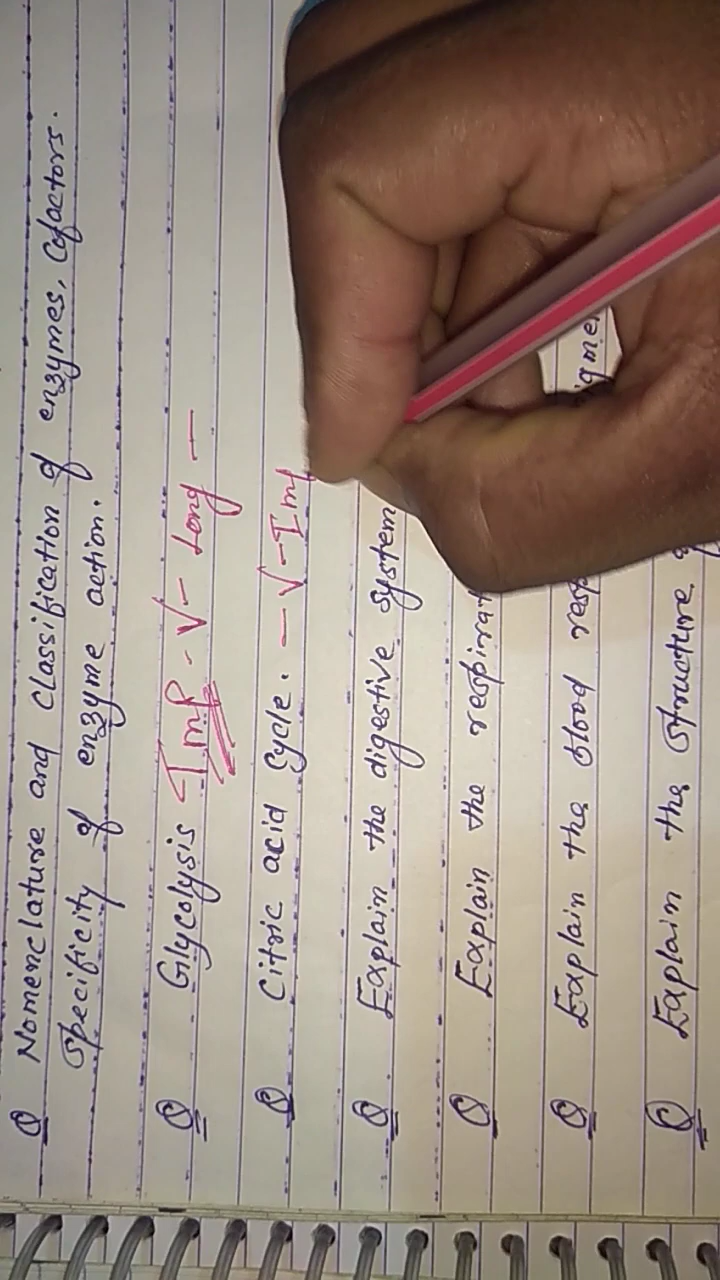 Q Nomenclature and classification of enzymes, Cofactors.
Specificity of enzyme action.
Q Glycolysis Imp. V- Long -
Q Citric acid Cycle. - V-Imp
Q Explain the digestive system
Q Explain the
Q Explain the blood
Q Explain the structure